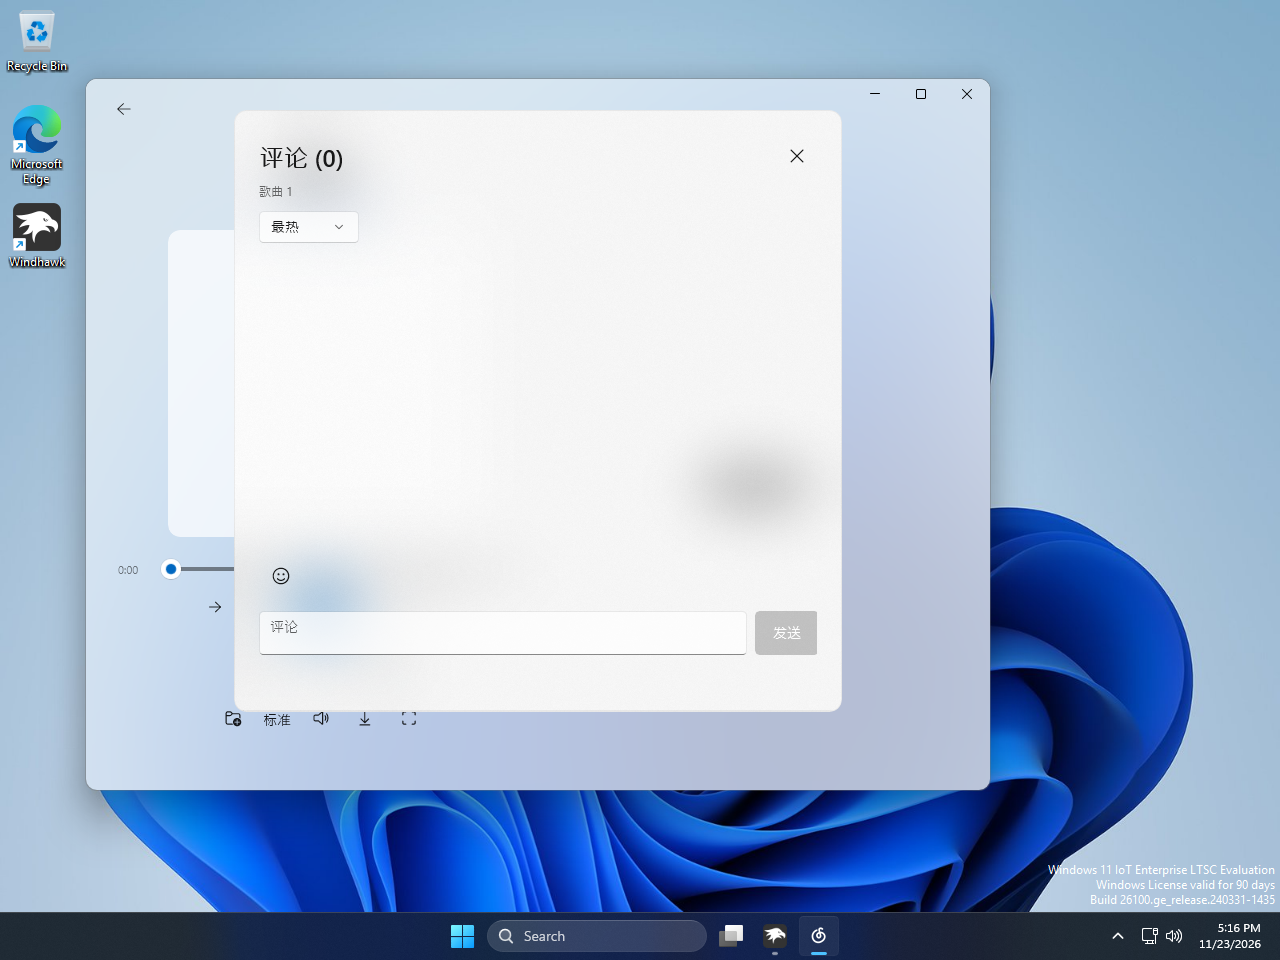 Recycle Bin
Microsoft
Edge
Windhawk
评论 (0)
歌曲 1
最热
0:00
评论
发送
标准
Windows 11 IoT Enterprise LTSC Evaluation
Windows License valid for 90 days
Build 26100.ge_release.240331-1435
Search
5:16 PM
11/23/2026